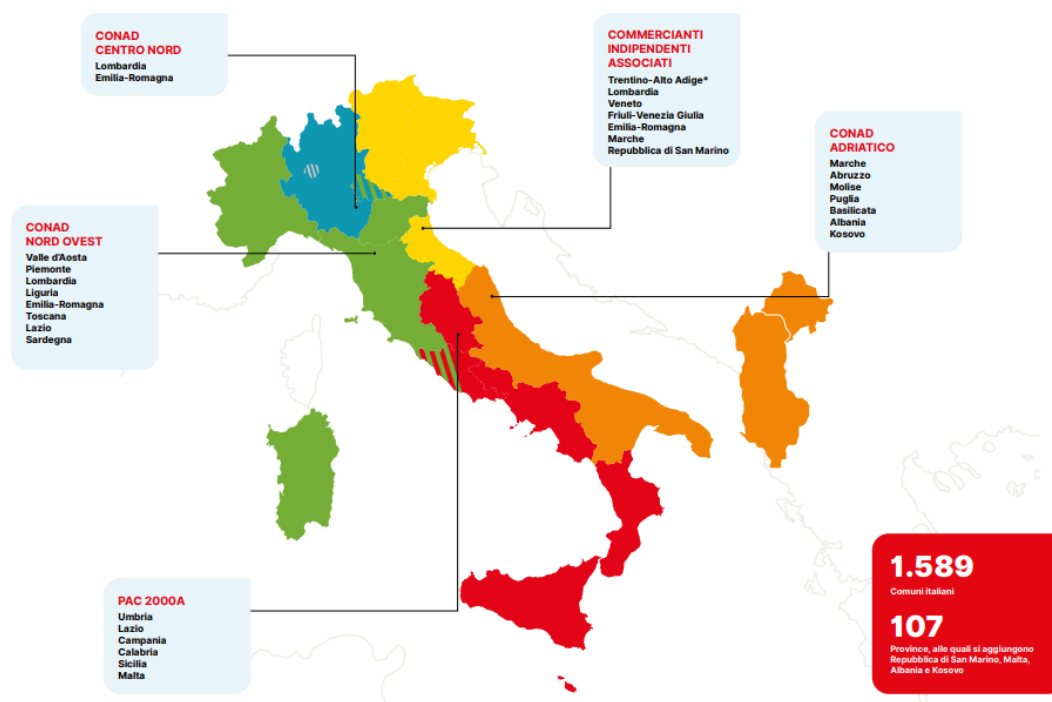 CONAD
CENTRO NORD
Lombardia
Emilia-Romagna
COMMERCIANTI
INDIPENDENTI
ASSOCIATI
Trentino-Alto Adige*
Lombardia
Veneto
Friuli-Venezia Giulia
Emilia-Romagna
Marche
Repubblica di San Marino
CONAD
ADRIATICO
Marche
Abruzzo
Molise
Puglia
Basilicata
Albania
Kosovo
CONAD
NORD OVEST
Valle d'Aosta
Piemonte
Lombardia
Liguria
Emilia-Romagna
Toscana
Lazio
Sardegna
PAC 2000A
Umbria
Lazio
Campania
Calabria
Sicilia
Malta
1.589
Comuni italiani
107
Province, alle quali si aggiungono
Repubblica di San Marino, Malta,
Albania e Kosovo